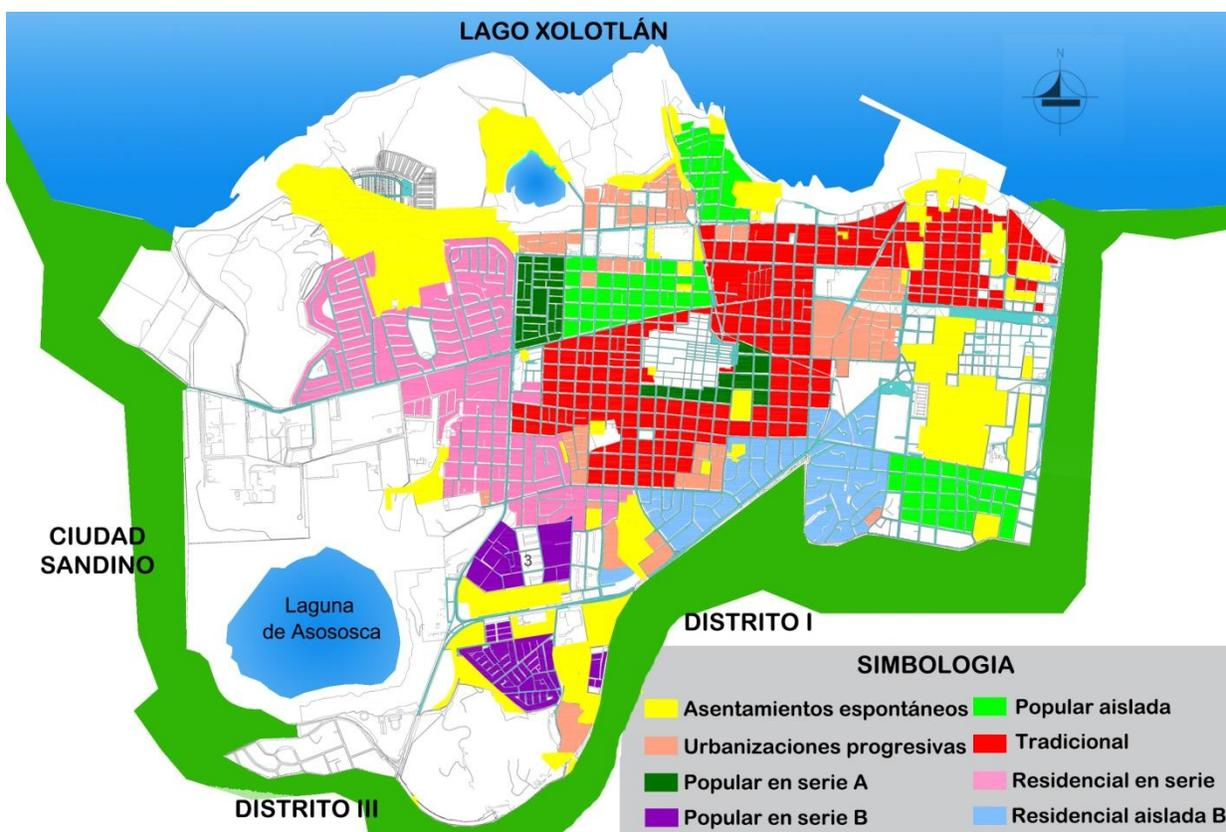 LAGO XOLOTLÁN
N
CIUDAD
SANDINO
3
Laguna
de Asososca
DISTRITO I
DISTRITO III
SIMBOLOGIA
Asentamientos espontáneos
Urbanizaciones progresivas
Popular en serie A
Popular en serie B
Popular aislada
Tradicional
Residencial en serie
Residencial aislada B